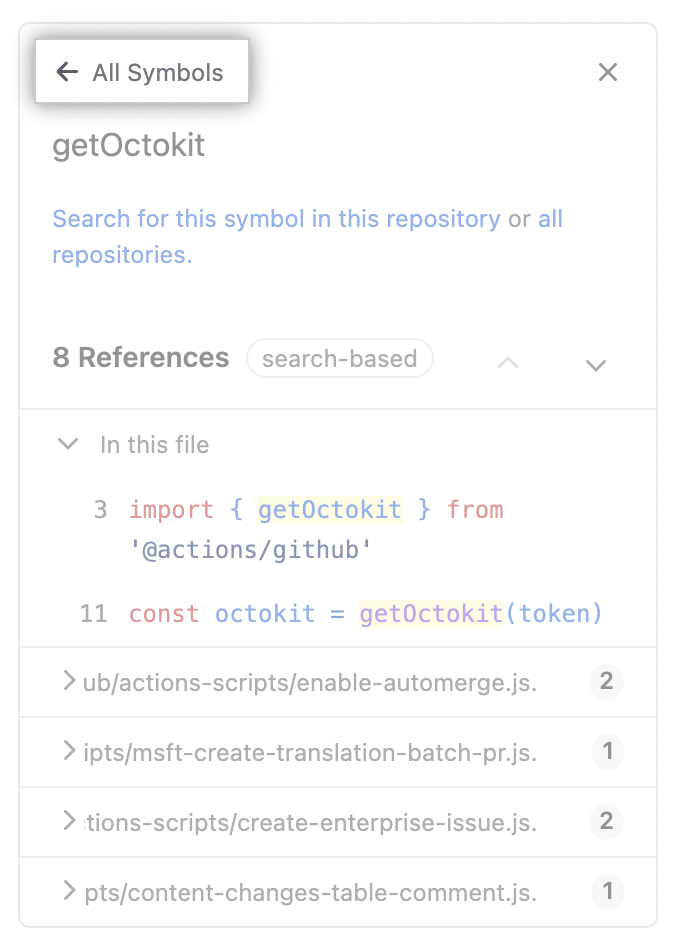 ← All Symbols
getOctokit
Search for this symbol in this repository or all
repositories.
8 References search-based
In this file
3 import { getOctokit } from
'@actions/github'
11 const octokit = getOctokit(token)
ub/actions-scripts/enable-automerge.js. 2
ipts/msft-create-translation-batch-pr.js. 1
tions-scripts/create-enterprise-issue.js. 2
pts/content-changes-table-comment.js. 1